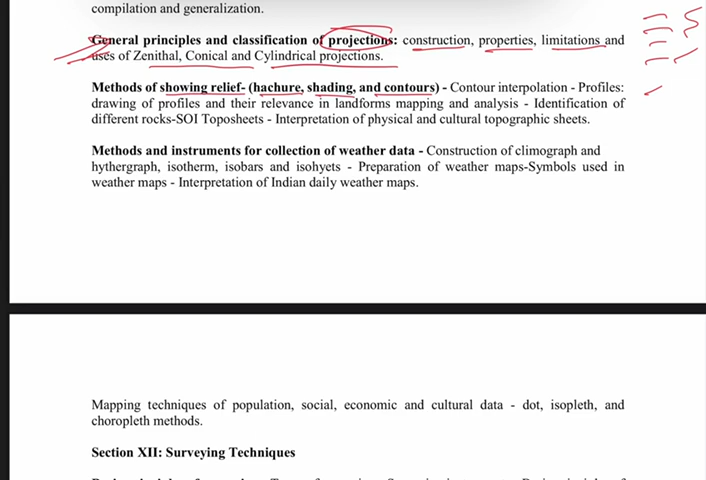 compilation and generalization.
General principles and classification of projections: construction, properties, limitations and
uses of Zenithal, Conical and Cylindrical projections.
Methods of showing relief- (hachure, shading, and contours) - Contour interpolation - Profiles:
drawing of profiles and their relevance in landforms mapping and analysis - Identification of
different rocks-SOI Toposheets - Interpretation of physical and cultural topographic sheets.
Methods and instruments for collection of weather data - Construction of climograph and
hythergraph, isotherm, isobars and isohyets - Preparation of weather maps-Symbols used in
weather maps - Interpretation of Indian daily weather maps.
Mapping techniques of population, social, economic and cultural data - dot, isopleth, and
choropleth methods.
Section XII: Surveying Techniques